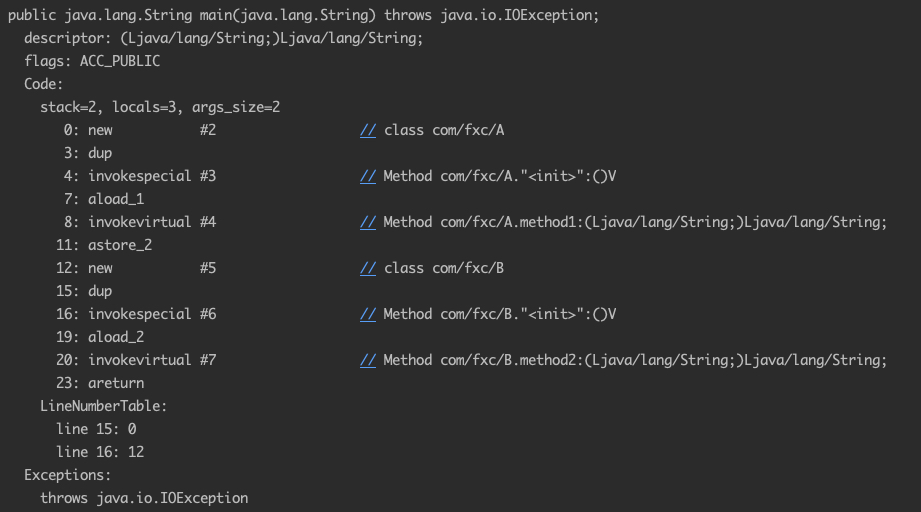 public java.lang.String main(java.lang.String) throws java.io.IOException;
  descriptor: (Ljava/lang/String;)Ljava/lang/String;
  flags: ACC_PUBLIC
  Code:
    stack=2, locals=3, args_size=2
       0: new           #2                  // class com/fxc/A
       3: dup
       4: invokespecial #3                  // Method com/fxc/A."<init>":()V
       7: aload_1
       8: invokevirtual #4                  // Method com/fxc/A.method1:(Ljava/lang/String;)Ljava/lang/String;
      11: astore_2
      12: new           #5                  // class com/fxc/B
      15: dup
      16: invokespecial #6                  // Method com/fxc/B."<init>":()V
      19: aload_2
      20: invokevirtual #7                  // Method com/fxc/B.method2:(Ljava/lang/String;)Ljava/lang/String;
      23: areturn
    LineNumberTable:
      line 15: 0
      line 16: 12
  Exceptions:
    throws java.io.IOException